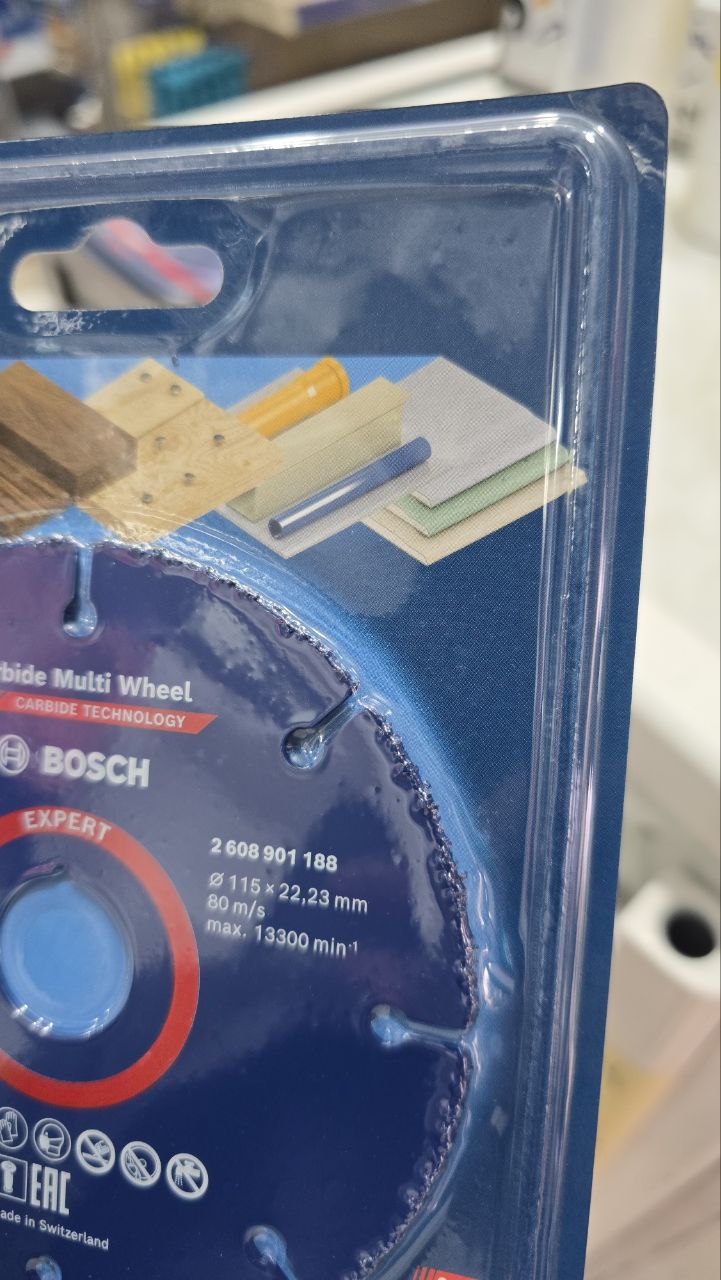 rbide Multi Wheel
CARBIDE TECHNOLOGY
BOSCH
EXPERT
2 608 901 188
Ø 115 × 22,23 mm
80 m/s
max. 13300 min⁻¹
EAC
ade in Switzerland